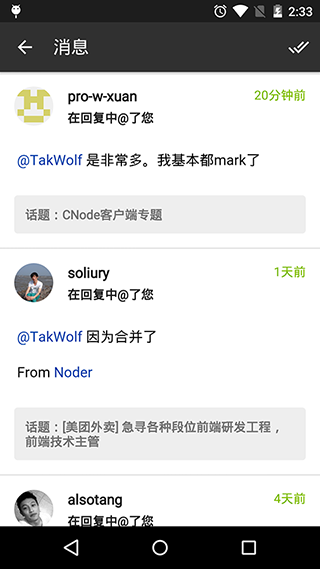 2:33
消息
pro-w-xuan
20分钟前
在回复中@了您
@TakWolf 是非常多。我基本都mark了
话题：CNode客户端专题
soliury
1天前
在回复中@了您
@TakWolf 因为合并了
From Noder
话题：[美团外卖] 急寻各种段位前端研发工程，
前端技术主管
alsotang
4天前
在回复中@了您